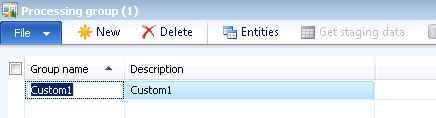 Processing group (1)
File New Delete Entities Get staging data
Group name Description
Custom1 Custom1